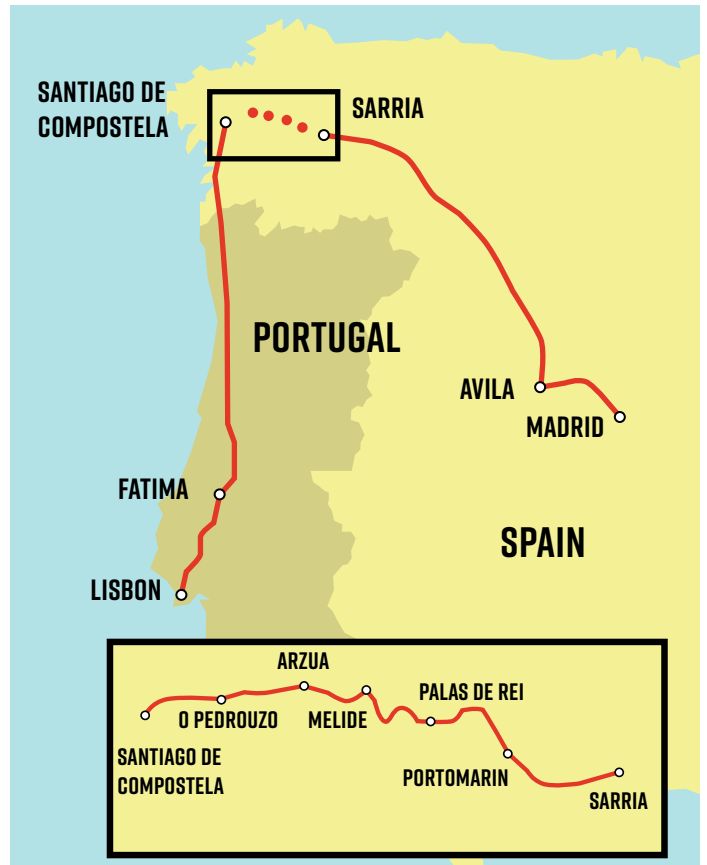 SANTIAGO DE
COMPOSTELA
SARRIA
PORTUGAL
AVILA
MADRID
FATIMA
SPAIN
LISBON
ARZUA
PALAS DE REI
O PEDROUZO
MELIDE
SANTIAGO DE
COMPOSTELA
PORTOMARIN
SARRIA